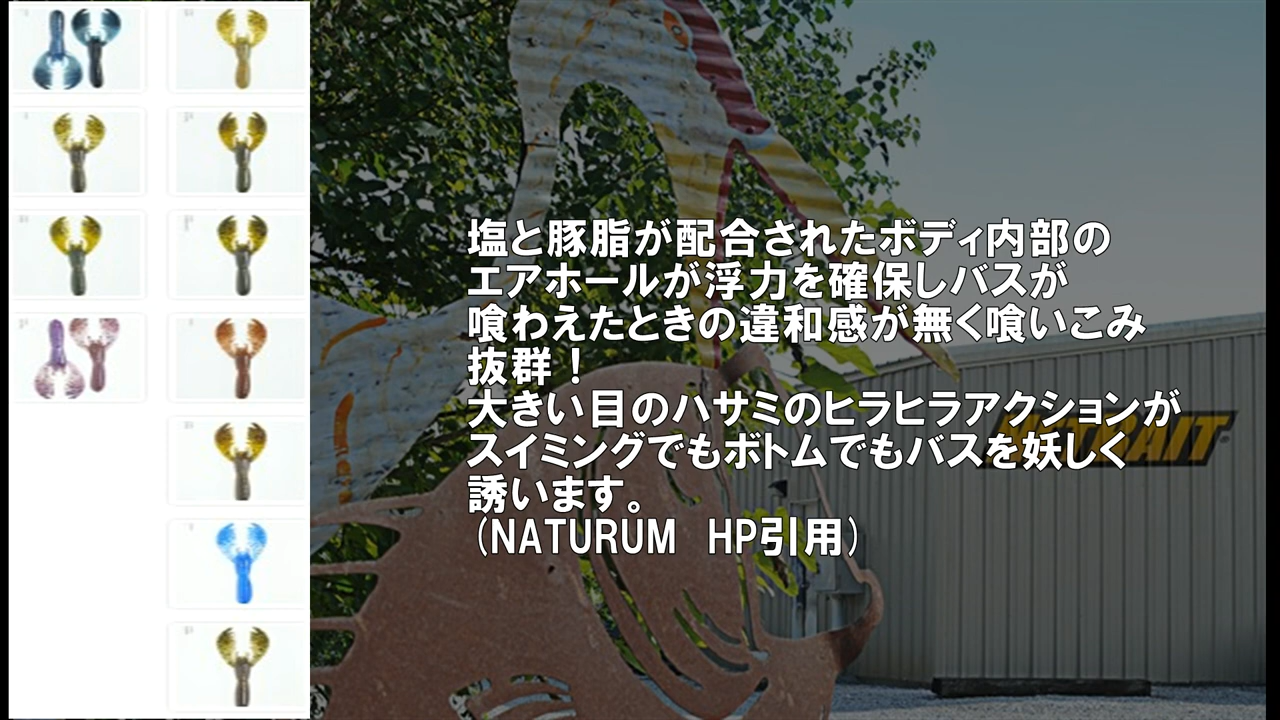 塩と豚脂が配合されたボディ内部の
エアホールが浮力を確保しバスが
喰わえたときの違和感が無く喰いこみ
抜群！
大きい目のハサミのヒラヒラアクションが
スイミングでもボトムでもバスを妖しく
誘います。
（NATURUM　HP引用）